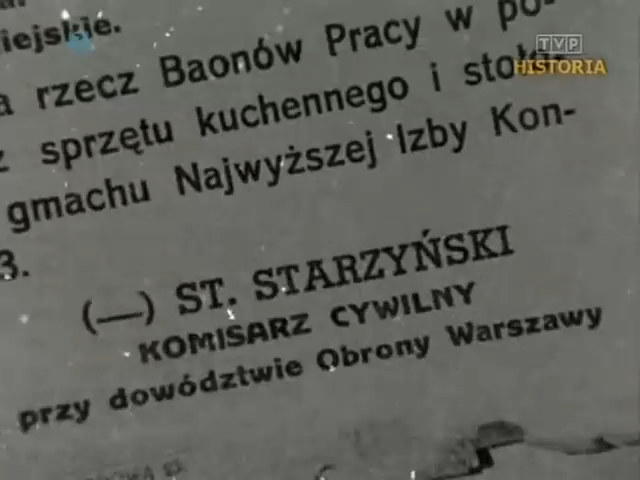 iejskie.
a rzecz Baonów Pracy w po-
z sprzętu kuchennego i stoło
gmachu Najwyższej Izby Kon-
3.
(—) ST. STARZYŃSKI
KOMISARZ CYWILNY
przy dowództwie Obrony Warszawy
TVP
HISTORIA